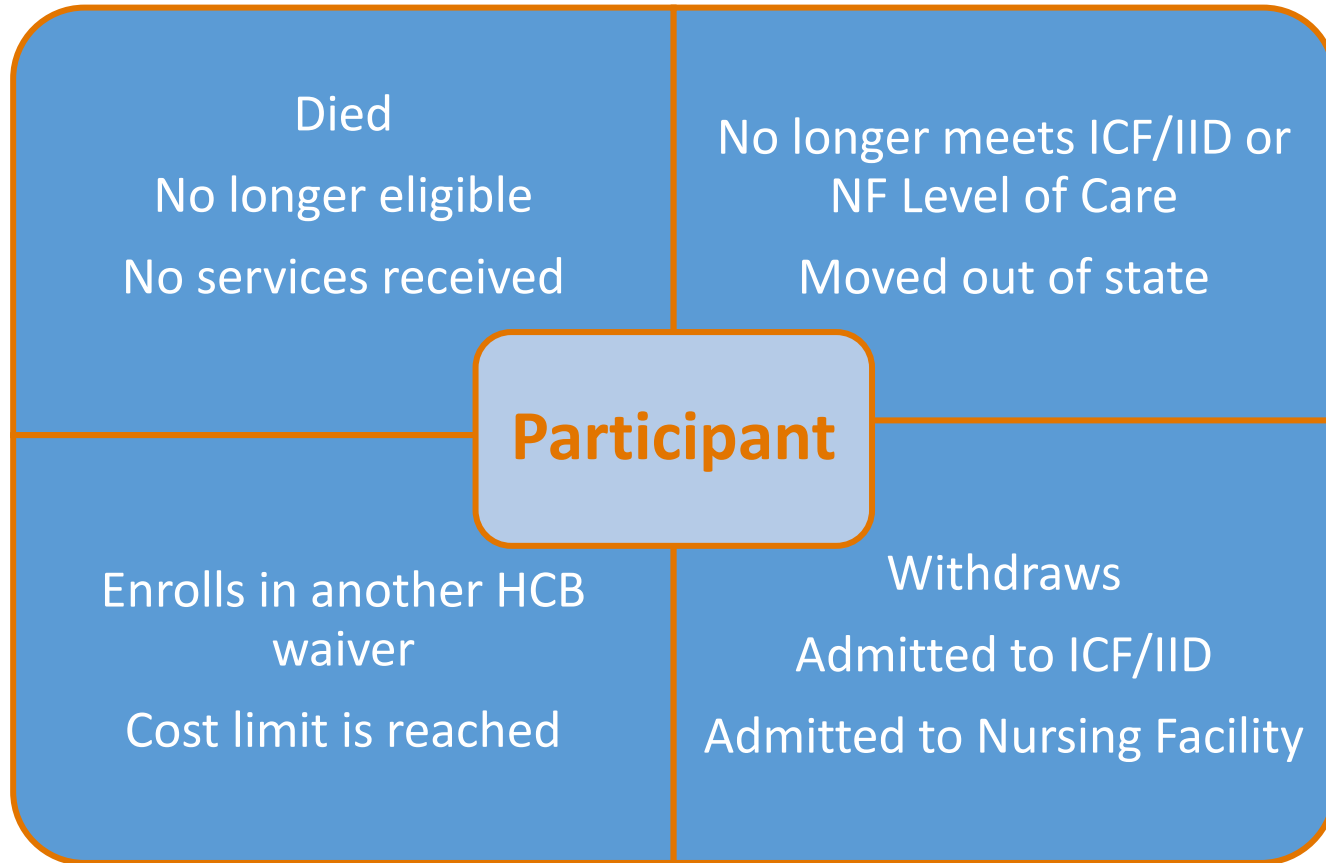 Died
No longer eligible
No services received
No longer meets ICF/IID or
NF Level of Care
Moved out of state
Participant
Enrolls in another HCB
waiver
Cost limit is reached
Withdraws
Admitted to ICF/IID
Admitted to Nursing Facility